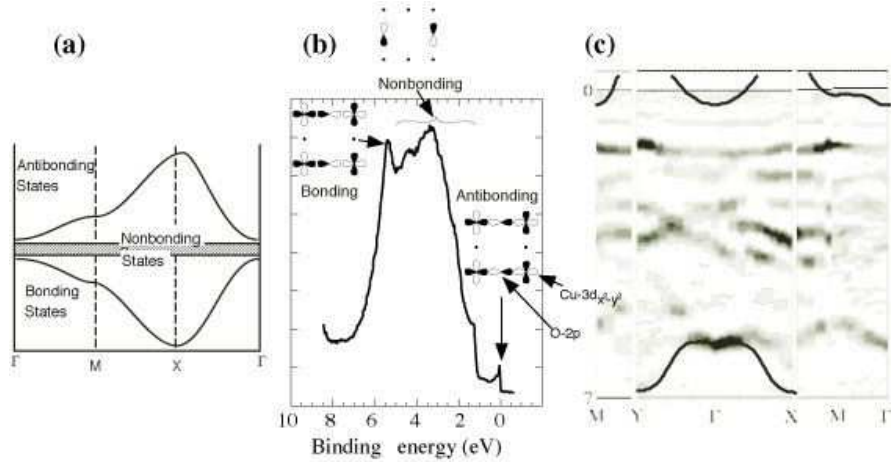 (a)
Antibonding
States
Nonbonding
States
Bonding
States
Γ
M
X
Γ
(b)
Nonbonding
Bonding
Antibonding
Cu-3dx²-y²
O-2p
10
8
6
4
2
0
Binding energy (eV)
(c)
0
7
M
Y
Γ
X
M
Γ